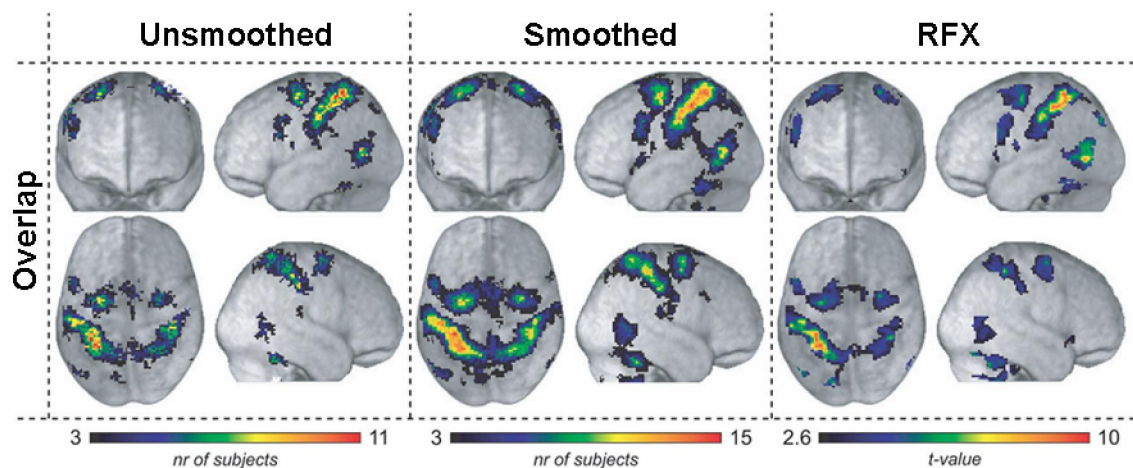 Unsmoothed
Smoothed
RFX
Overlap
3 11
nr of subjects
3 15
nr of subjects
2.6 10
t-value